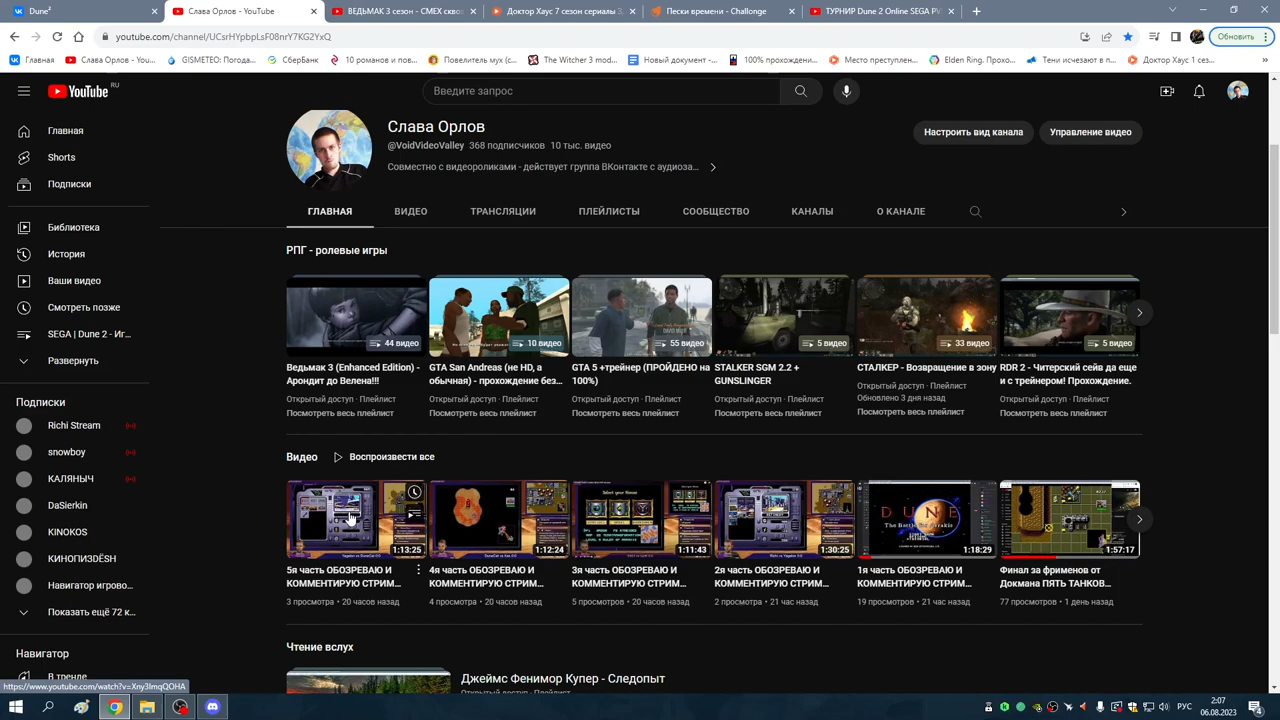 Dune²
Слава Орлов - YouTube
ВЕДЬМАК 3 сезон - СМЕХ сквоз
Доктор Хаус 7 сезон сериалы 3,
Пески времени - Challonge
ТУРНИР Dune 2 Online SEGA PV
youtube.com/channel/UCsrHYpbpLsF08nrY7KG2YxQ
Обновить
Главная
Слава Орлов - YouT...
GISMETEO: Погода...
СберБанк
10 романов и пов...
Повелитель мух (с...
The Witcher 3 mod...
Новый документ -...
100% прохождени...
Место преступлен...
Elden Ring. Прохо...
Тени исчезают в п...
Доктор Хаус 1 сез...
YouTube RU
Введите запрос
Главная
Shorts
Подписки
Библиотека
История
Ваши видео
Смотреть позже
SEGA | Dune 2 - Иг...
Развернуть
Подписки
Richi Stream
snowboy
КАЛЯНЫЧ
DaSierkin
KINOKOS
КИНОПИЗДЁSH
Навигатор игрово...
Показать ещё 72 к...
Навигатор
В тренде
Слава Орлов
@VoidVideoValley 368 подписчиков 10 тыс. видео
Совместно с видеороликами - действует группа ВКонтакте с аудиоза...
Настроить вид канала
Управление видео
ГЛАВНАЯ
ВИДЕО
ТРАНСЛЯЦИИ
ПЛЕЙЛИСТЫ
СООБЩЕСТВО
КАНАЛЫ
О КАНАЛЕ
РПГ - ролевые игры
44 видео
10 видео
55 видео
5 видео
33 видео
5 видео
Ведьмак 3 (Enhanced Edition) -
Арондит до Велена!!!
Открытый доступ · Плейлист
Посмотреть весь плейлист
GTA San Andreas (не HD, а
обычная) - прохождение без...
Открытый доступ · Плейлист
Посмотреть весь плейлист
GTA 5 +трейнер (ПРОЙДЕНО на
100%)
Открытый доступ · Плейлист
Посмотреть весь плейлист
STALKER SGM 2.2 +
GUNSLINGER
Открытый доступ · Плейлист
Посмотреть весь плейлист
СТАЛКЕР - Возвращение в зону
Открытый доступ · Плейлист
Обновлено 3 дня назад
Посмотреть весь плейлист
RDR 2 - Читерский сейв да еще
и с трейнером! Прохождение.
Открытый доступ · Плейлист
Посмотреть весь плейлист
Видео
Воспроизвести все
1:13:25
1:12:24
Select your House
1:11:43
1:30:25
DUNE
The Battle for Arrakis
1:18:29
1:57:17
5я часть ОБОЗРЕВАЮ И
КОММЕНТИРУЮ СТРИМ...
3 просмотра • 20 часов назад
4я часть ОБОЗРЕВАЮ И
КОММЕНТИРУЮ СТРИМ...
4 просмотра • 20 часов назад
3я часть ОБОЗРЕВАЮ И
КОММЕНТИРУЮ СТРИМ...
5 просмотров • 20 часов назад
2я часть ОБОЗРЕВАЮ И
КОММЕНТИРУЮ СТРИМ...
2 просмотра • 21 час назад
1я часть ОБОЗРЕВАЮ И
КОММЕНТИРУЮ СТРИМ...
19 просмотров • 21 час назад
Финал за фрименов от
Докмана ПЯТЬ ТАНКОВ...
77 просмотров • 1 день назад
Чтение вслух
Джеймс Фенимор Купер - Следопыт
Открытый доступ · Плейлист
https://www.youtube.com/watch?v=Xny3ImqQOHA
РУС
2:07
06.08.2023
4